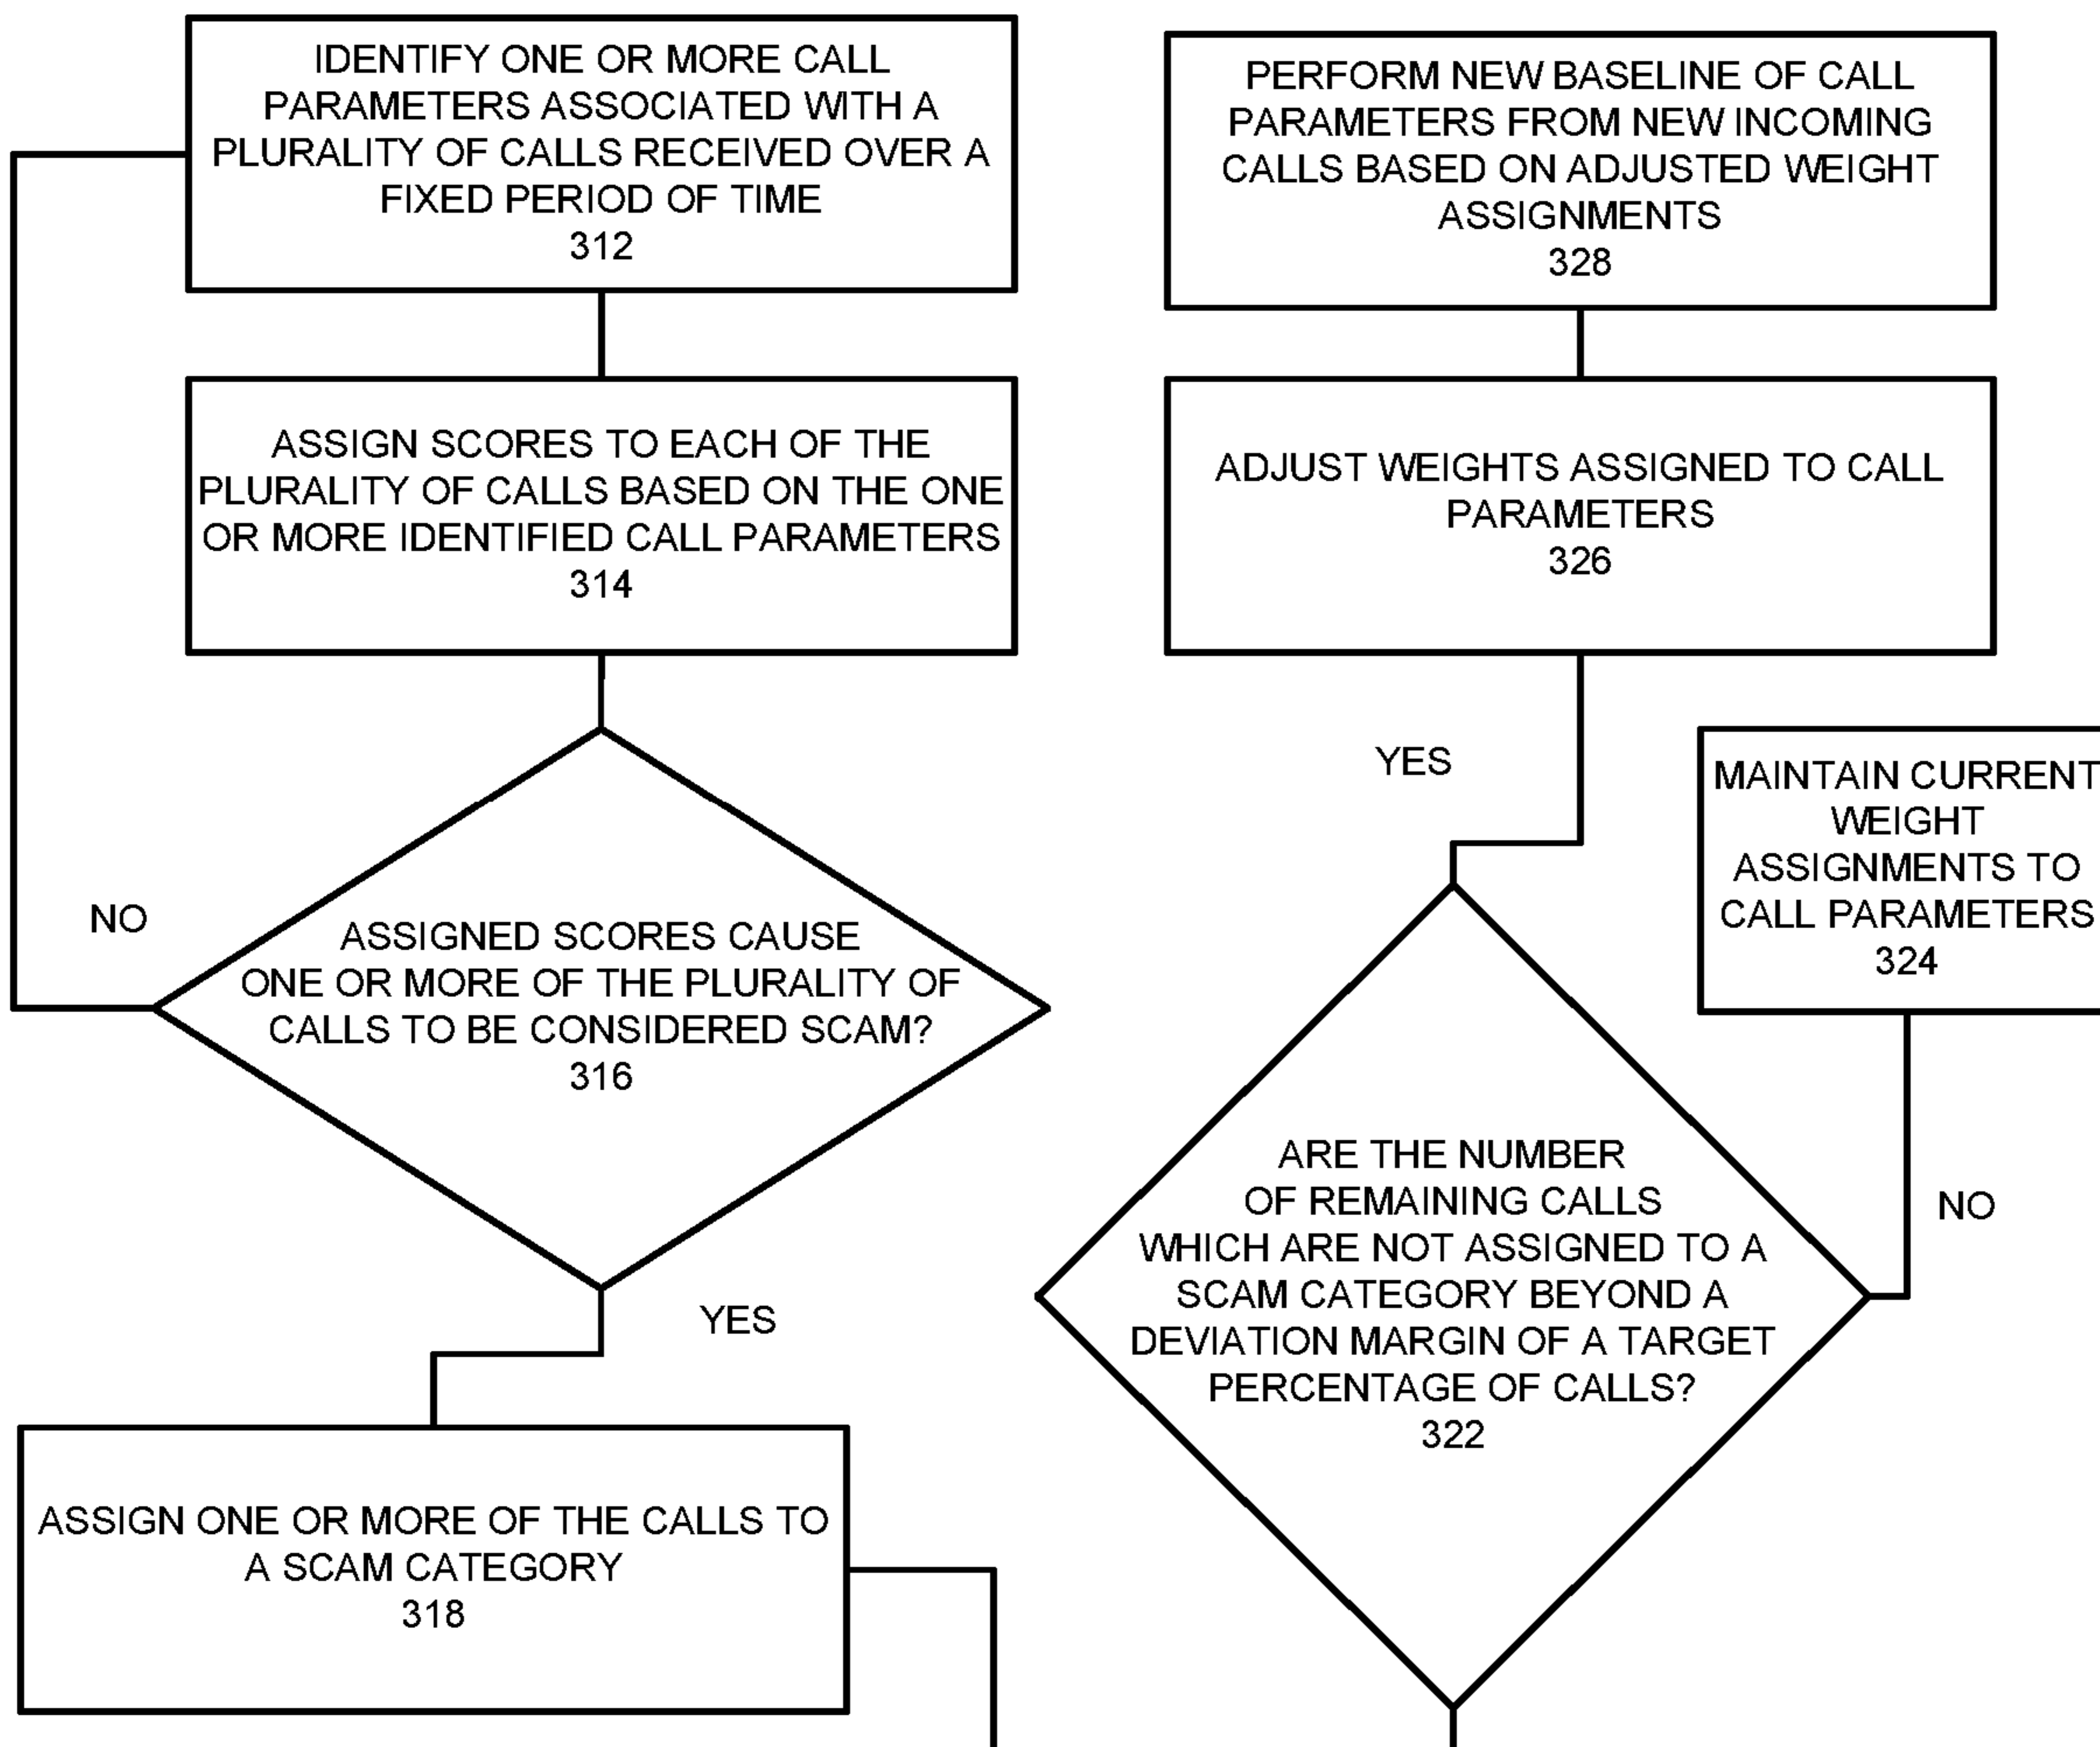 IDENTIFY ONE OR MORE CALL
PARAMETERS ASSOCIATED WITH A
PLURALITY OF CALLS RECEIVED OVER A
FIXED PERIOD OF TIME
312
ASSIGN SCORES TO EACH OF THE
PLURALITY OF CALLS BASED ON THE ONE
OR MORE IDENTIFIED CALL PARAMETERS
314
NO
ASSIGNED SCORES CAUSE
ONE OR MORE OF THE PLURALITY OF
CALLS TO BE CONSIDERED SCAM?
316
YES
ASSIGN ONE OR MORE OF THE CALLS TO
A SCAM CATEGORY
318
PERFORM NEW BASELINE OF CALL
PARAMETERS FROM NEW INCOMING
CALLS BASED ON ADJUSTED WEIGHT
ASSIGNMENTS
328
ADJUST WEIGHTS ASSIGNED TO CALL
PARAMETERS
326
YES
MAINTAIN CURRENT
WEIGHT
ASSIGNMENTS TO
CALL PARAMETERS
324
NO
ARE THE NUMBER
OF REMAINING CALLS
WHICH ARE NOT ASSIGNED TO A
SCAM CATEGORY BEYOND A
DEVIATION MARGIN OF A TARGET
PERCENTAGE OF CALLS?
322